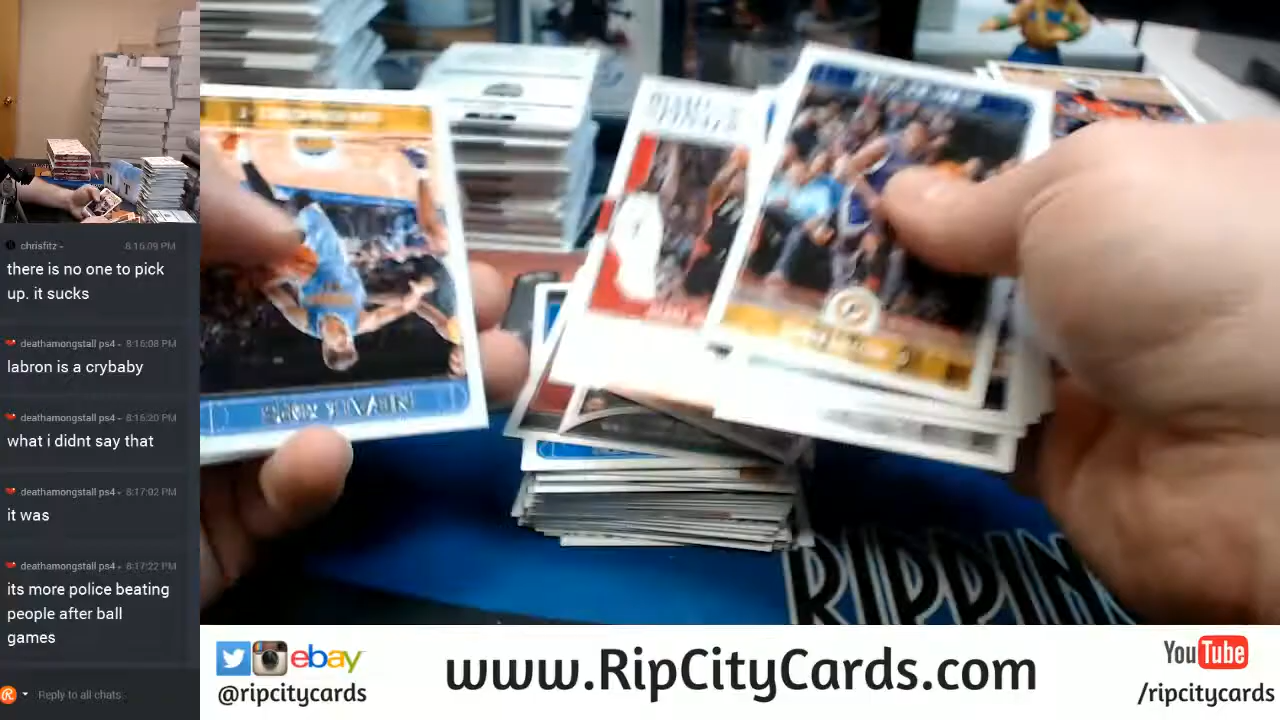 chrisfitz - 8:16:09 PM
there is no one to pick
up. it sucks
deathamongstall ps4 - 8:16:08 PM
labron is a crybaby
deathamongstall ps4 - 8:16:20 PM
what i didnt say that
deathamongstall ps4 - 8:17:02 PM
it was
deathamongstall ps4 - 8:17:22 PM
its more police beating
people after ball
games
Reply to all chats..
RIPPIN
ebay
@ripcitycards
www.RipCityCards.com
YouTube
/ripcitycards